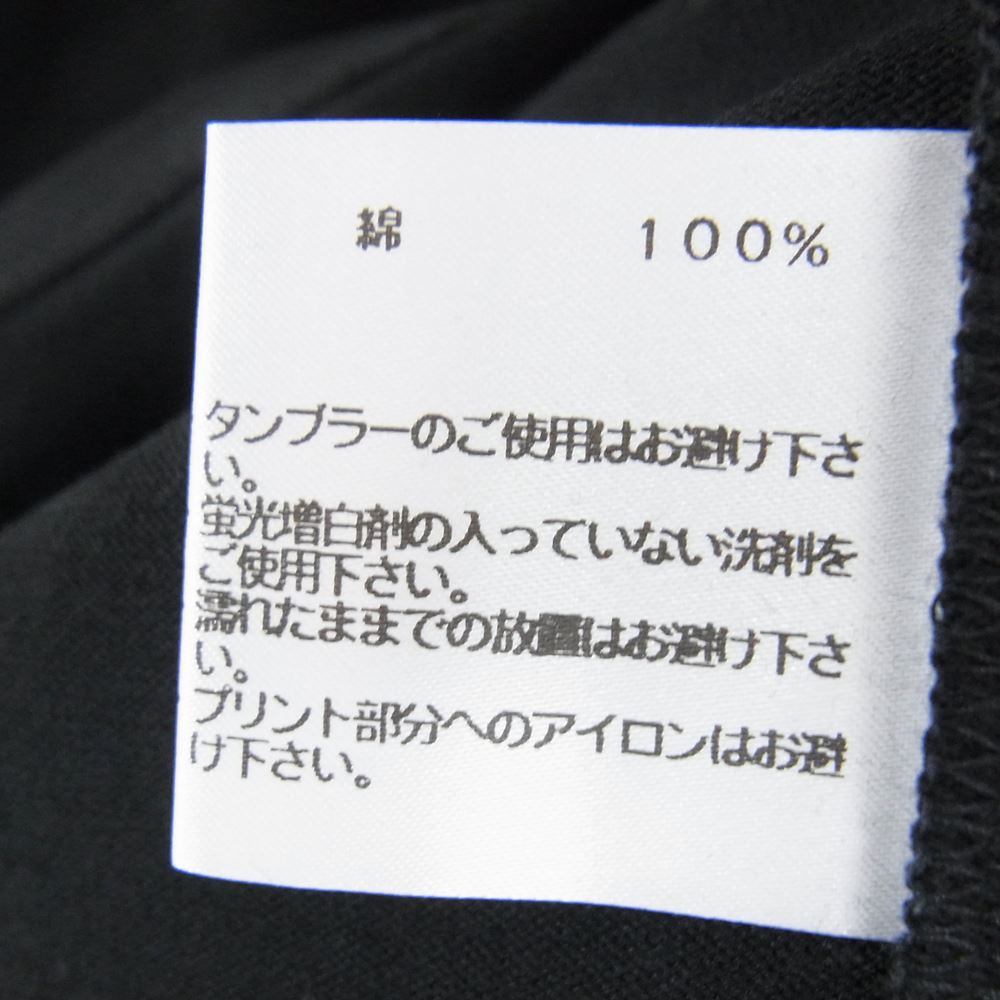 綿 100%
タンブラーのご使用はお避け下さ
い。
蛍光増白剤の入っていない洗剤を
ご使用下さい。
濡れたままでの放置はお避け下さ
い。
プリント部分へのアイロンはお避
け下さい。